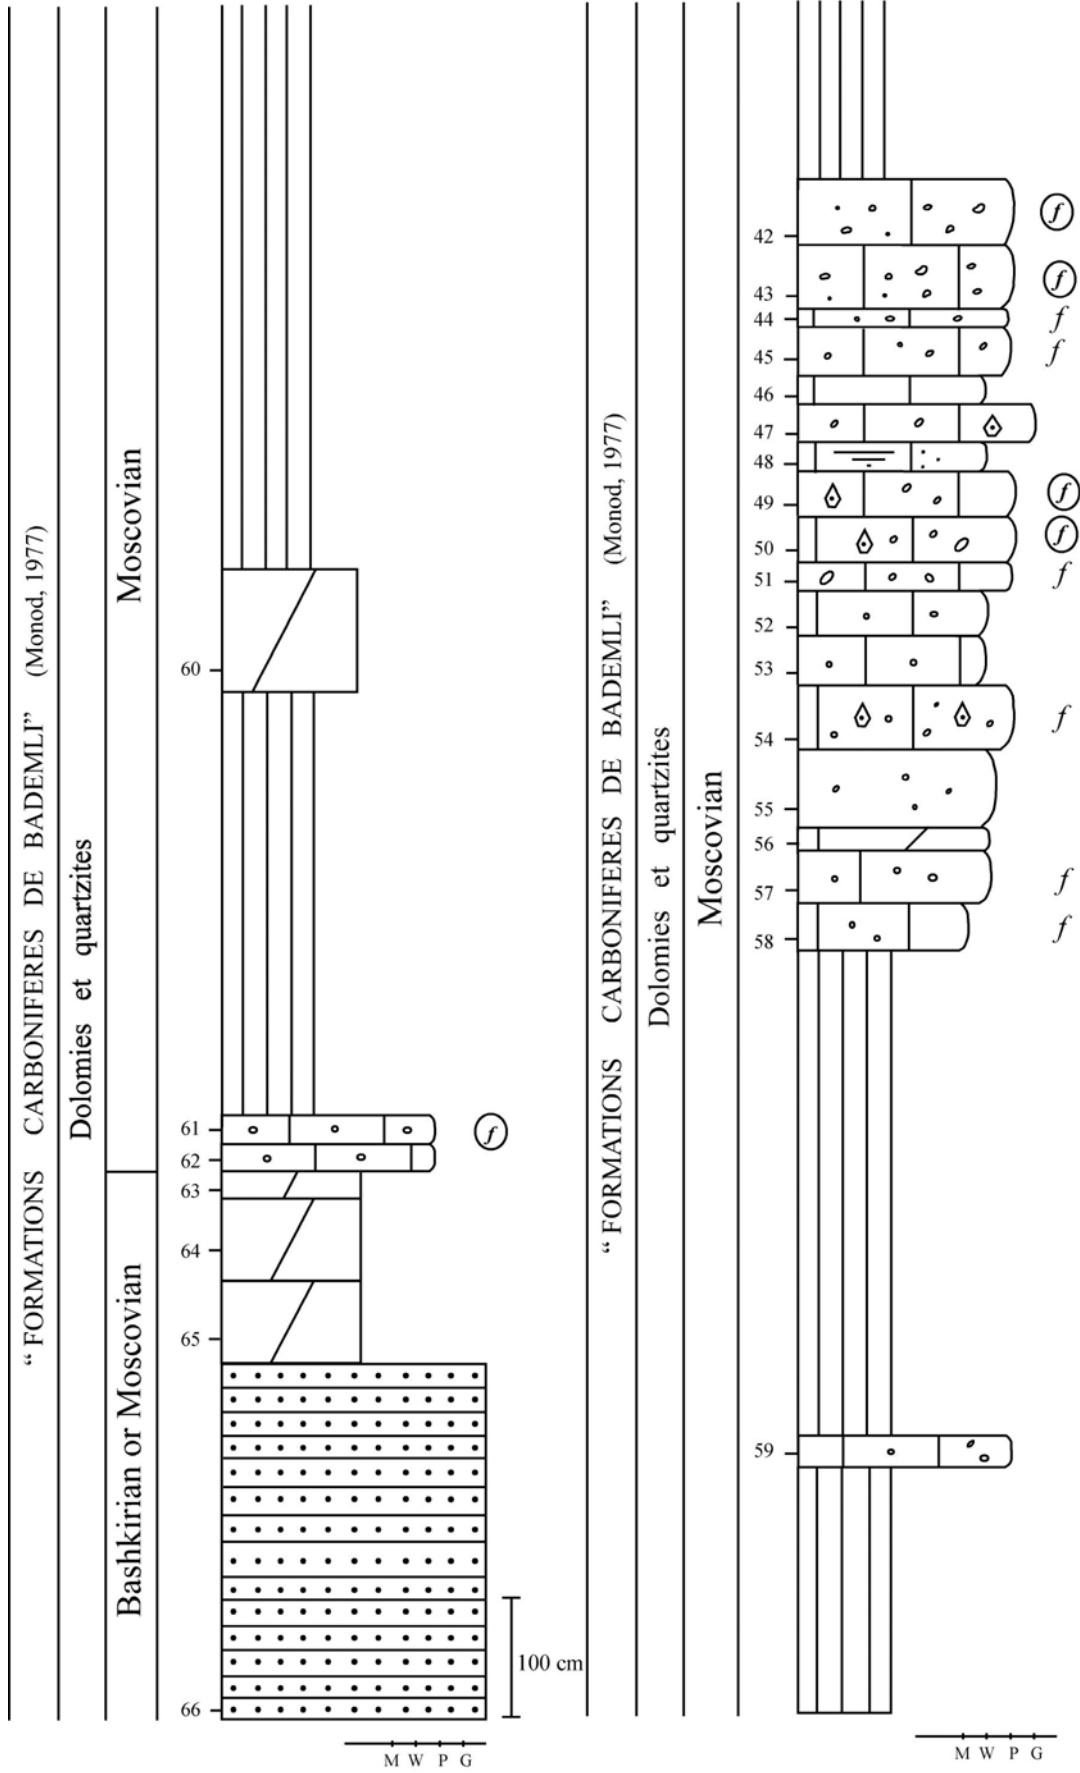 “ FORMATIONS CARBONIFERES DE BADEMLI” (Monod, 1977)
Dolomies et quartzites
Moscovian
Bashkirian or Moscovian
60
61
f
62
63
64
65
66
100 cm
M W P G
“ FORMATIONS CARBONIFERES DE BADEMLI” (Monod, 1977)
Dolomies et quartzites
Moscovian
42
f
43
f
44
f
45
f
46
47
48
49
f
50
f
51
f
52
53
54
f
55
56
57
f
58
f
59
M W P G